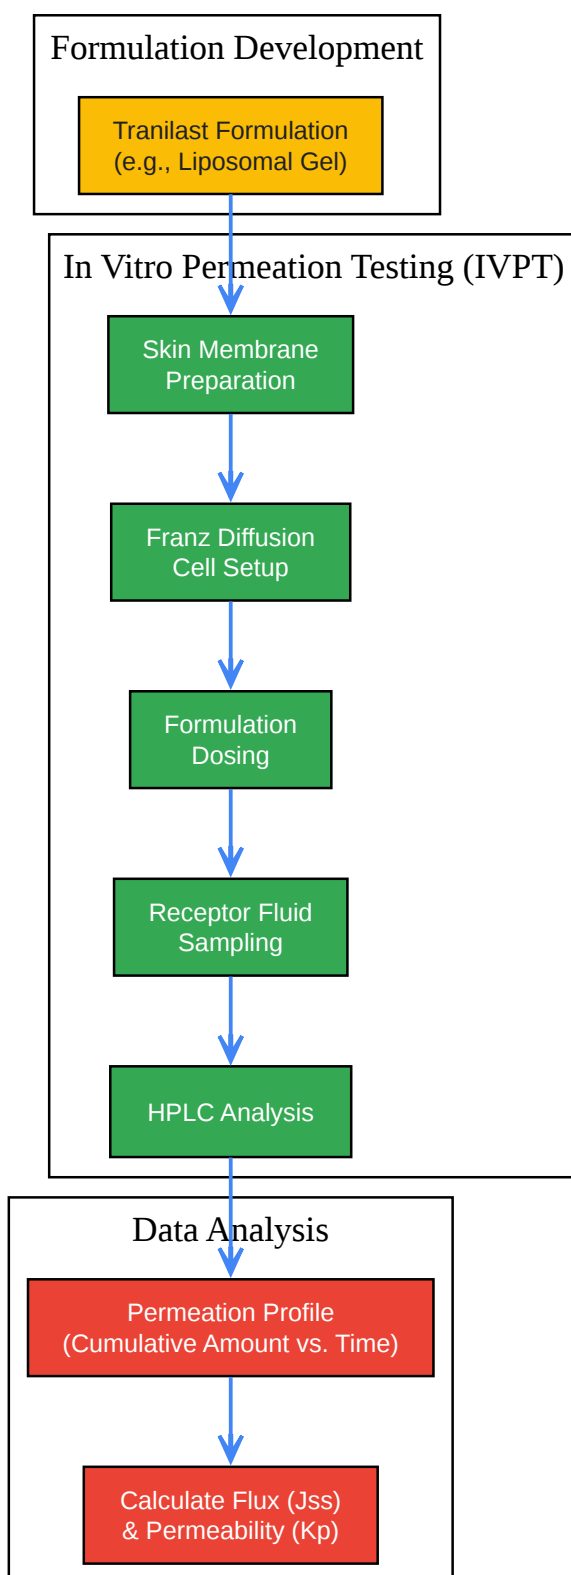 Formulation Development
Tranilast Formulation
(e.g., Liposomal Gel)
In Vitro Permeation Testing (IVPT)
Skin Membrane
Preparation
Franz Diffusion
Cell Setup
Formulation
Dosing
Receptor Fluid
Sampling
HPLC Analysis
Data Analysis
Permeation Profile
(Cumulative Amount vs. Time)
Calculate Flux (Jss)
& Permeability (Kp)